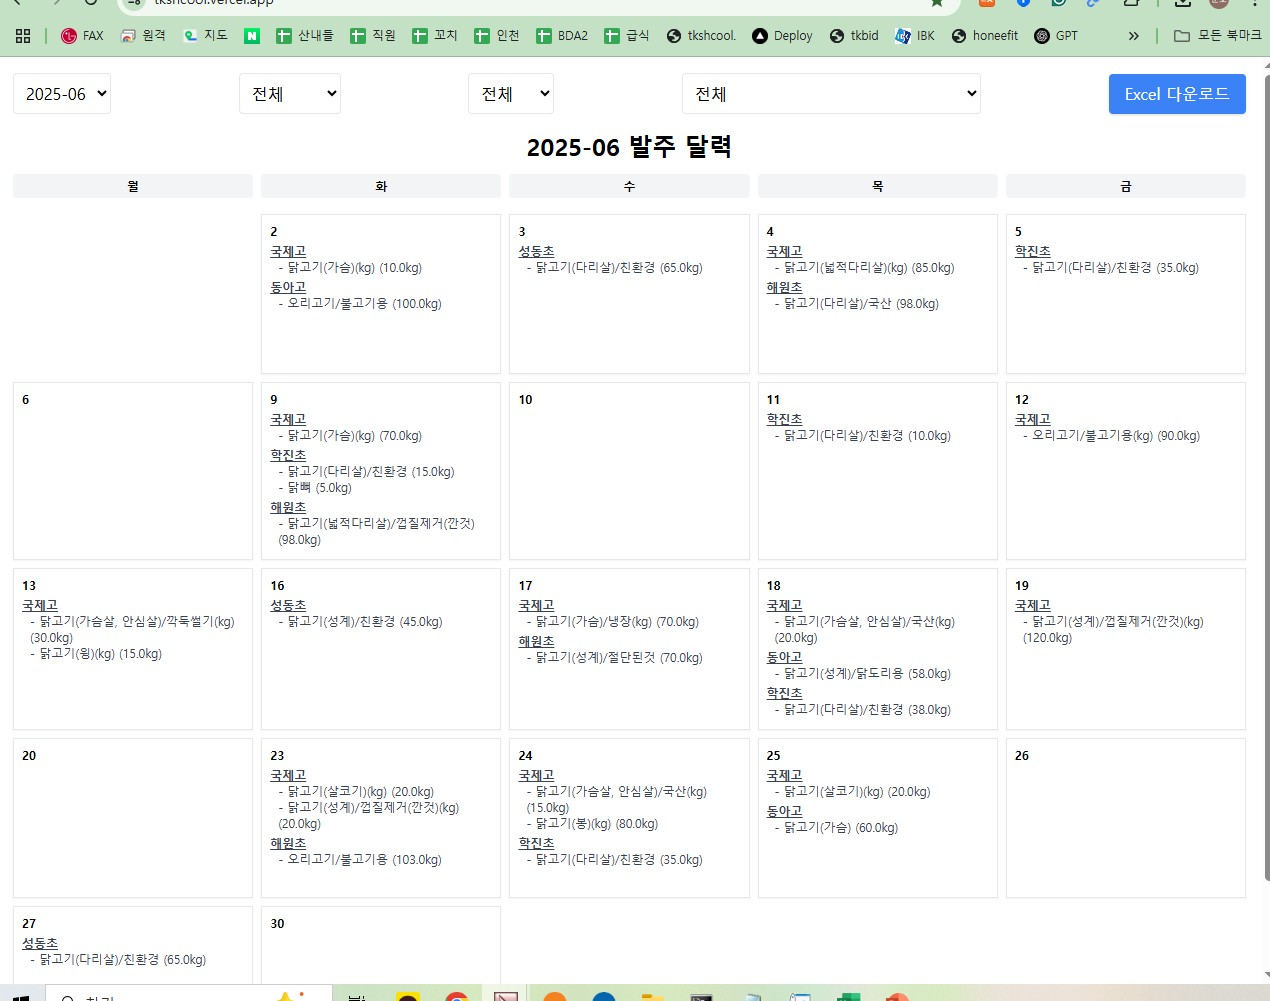 tkshcool.vercel.app
FAX 원격 지도 산내들 직원 꼬치 인천 BDA2 급식 tkshcool. Deploy tkbid IBK honeefit GPT » 모든 북마크
2025-06 전체 전체 전체 Excel 다운로드
2025-06 발주 달력
월 화 수 목 금
2
국제고
- 닭고기(가슴)(kg) (10.0kg)
동아고
- 오리고기/불고기용 (100.0kg)
3
성동초
- 닭고기(다리살)/친환경 (65.0kg)
4
국제고
- 닭고기(넓적다리살)(kg) (85.0kg)
해원초
- 닭고기(다리살)/국산 (98.0kg)
5
학진초
- 닭고기(다리살)/친환경 (35.0kg)
6
9
국제고
- 닭고기(가슴)(kg) (70.0kg)
학진초
- 닭고기(다리살)/친환경 (15.0kg)
- 닭뼈 (5.0kg)
해원초
- 닭고기(넓적다리살)/껍질제거(깐것)
(98.0kg)
10
11
학진초
- 닭고기(다리살)/친환경 (10.0kg)
12
국제고
- 오리고기/불고기용(kg) (90.0kg)
13
국제고
- 닭고기(가슴살, 안심살)/깍둑썰기(kg)
(30.0kg)
- 닭고기(윙)(kg) (15.0kg)
16
성동초
- 닭고기(성계)/친환경 (45.0kg)
17
국제고
- 닭고기(가슴)/냉장(kg) (70.0kg)
해원초
- 닭고기(성계)/절단된것 (70.0kg)
18
국제고
- 닭고기(가슴살, 안심살)/국산(kg)
(20.0kg)
동아고
- 닭고기(성계)/닭도리용 (58.0kg)
학진초
- 닭고기(다리살)/친환경 (38.0kg)
19
국제고
- 닭고기(성계)/껍질제거(깐것)(kg)
(120.0kg)
20
23
국제고
- 닭고기(살코기)(kg) (20.0kg)
- 닭고기(성계)/껍질제거(깐것)(kg)
(20.0kg)
해원초
- 오리고기/불고기용 (103.0kg)
24
국제고
- 닭고기(가슴살, 안심살)/국산(kg)
(15.0kg)
- 닭고기(봉)(kg) (80.0kg)
학진초
- 닭고기(다리살)/친환경 (35.0kg)
25
국제고
- 닭고기(살코기)(kg) (20.0kg)
동아고
- 닭고기(가슴) (60.0kg)
26
27
성동초
- 닭고기(다리살)/친환경 (65.0kg)
30